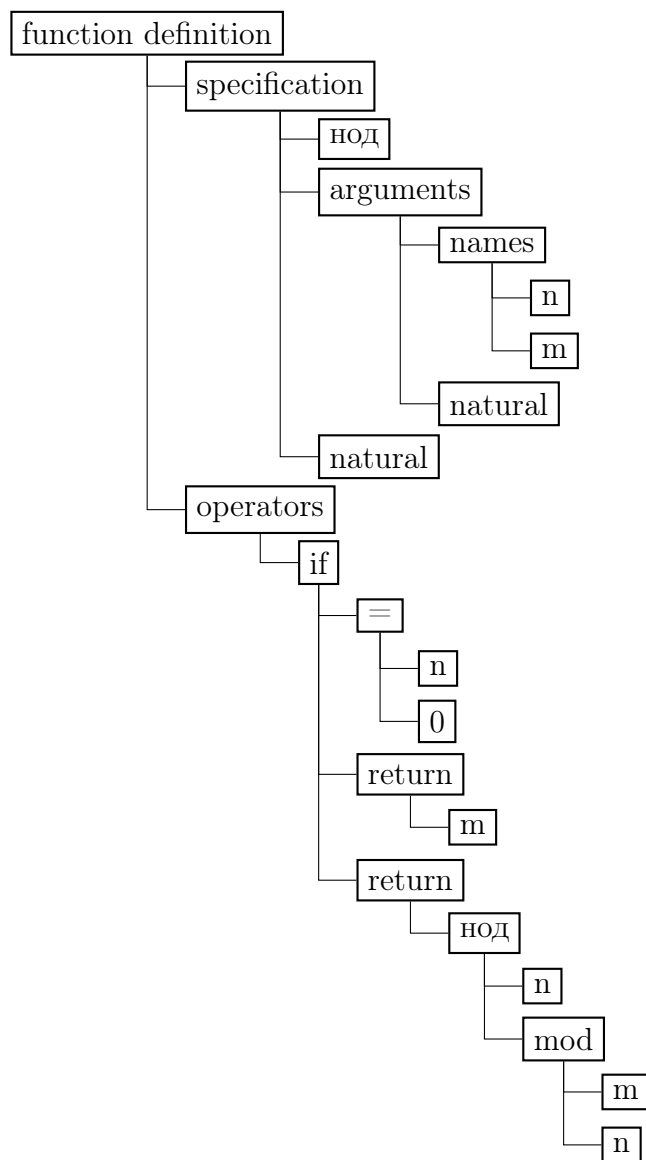 function definition
specification
нод
arguments
names
n
m
natural
natural
operators
if
=
n
0
return
m
return
нод
n
mod
m
n